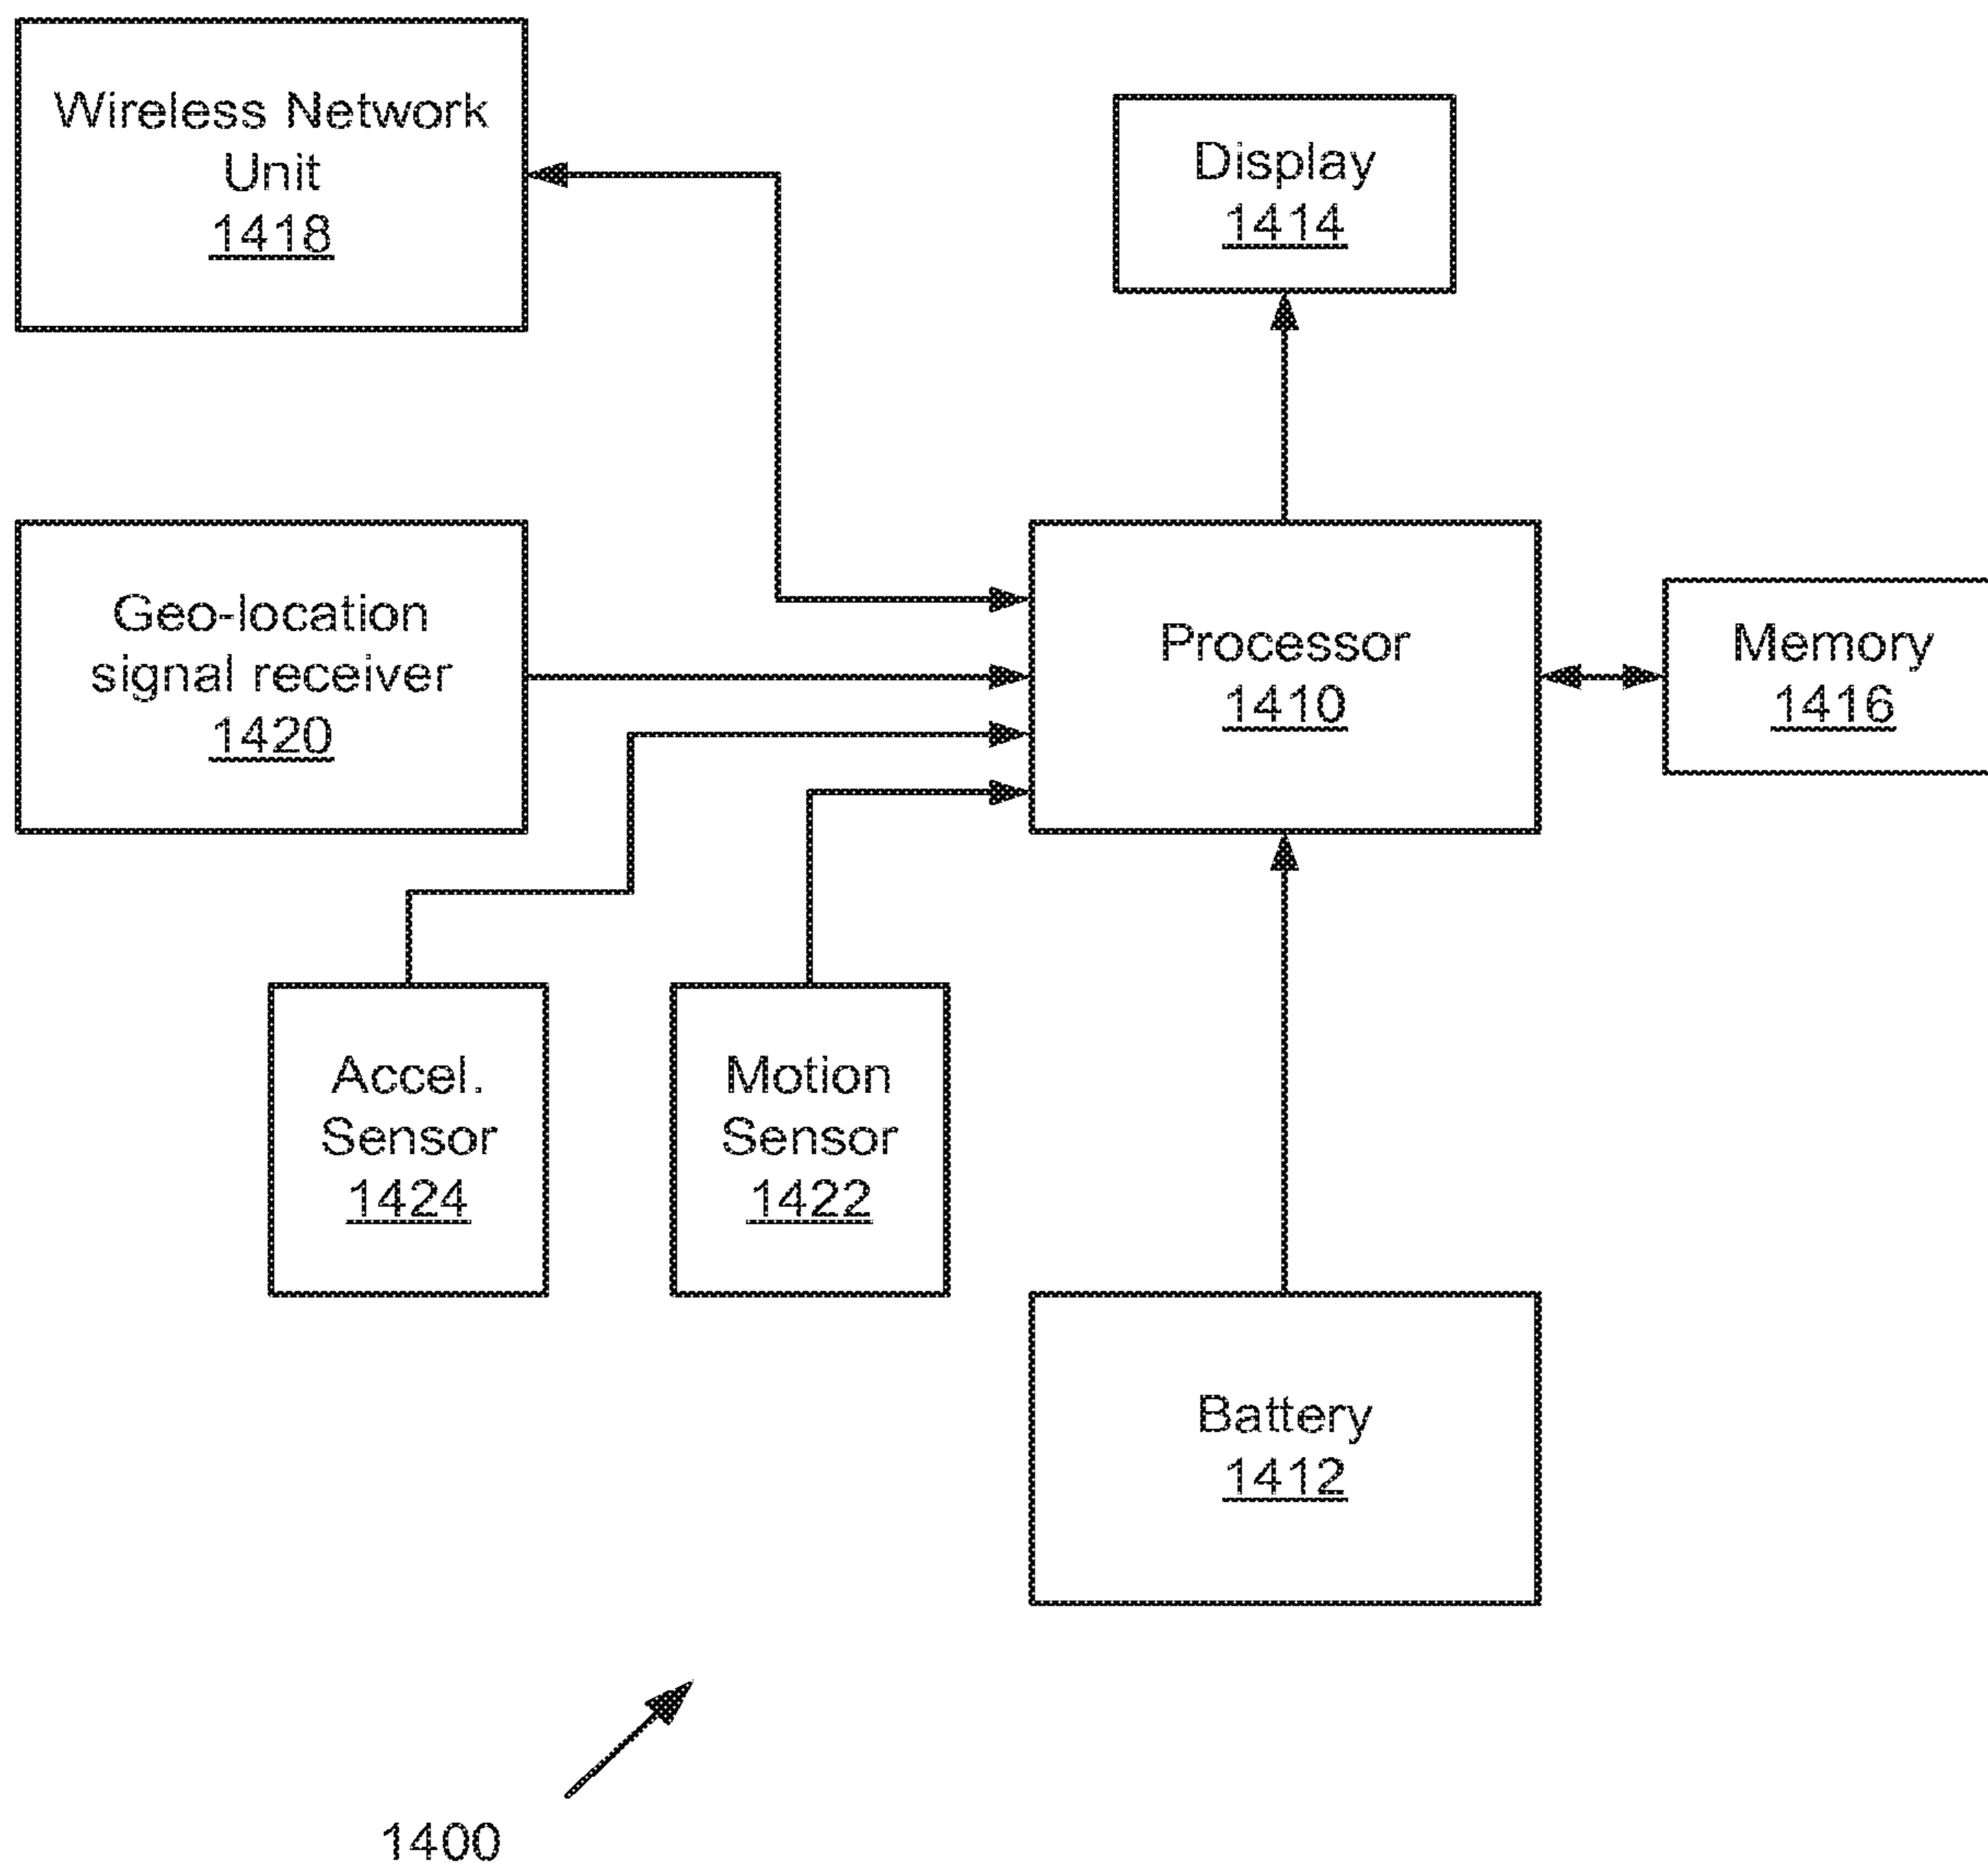 Wireless Network
Unit
1418
Display
1414
Geo-location
signal receiver
1420
Processor
1410
Memory
1416
Accel.
Sensor
1424
Motion
Sensor
1422
Battery
1412
1400